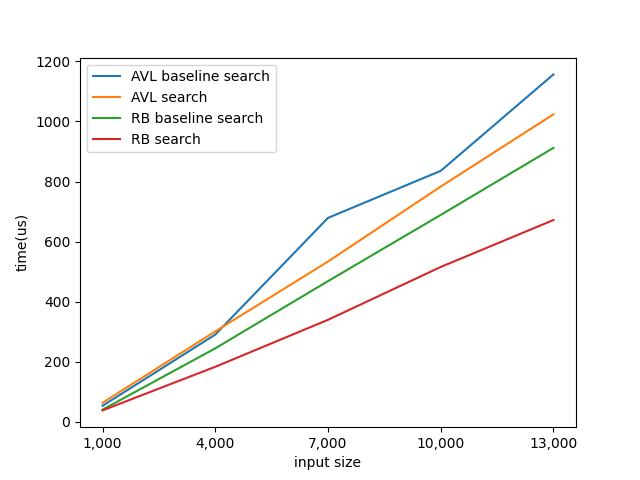 1200
1000
800
600
400
200
0
time(us)
AVL baseline search
AVL search
RB baseline search
RB search
1,000 4,000 7,000 10,000 13,000
input size